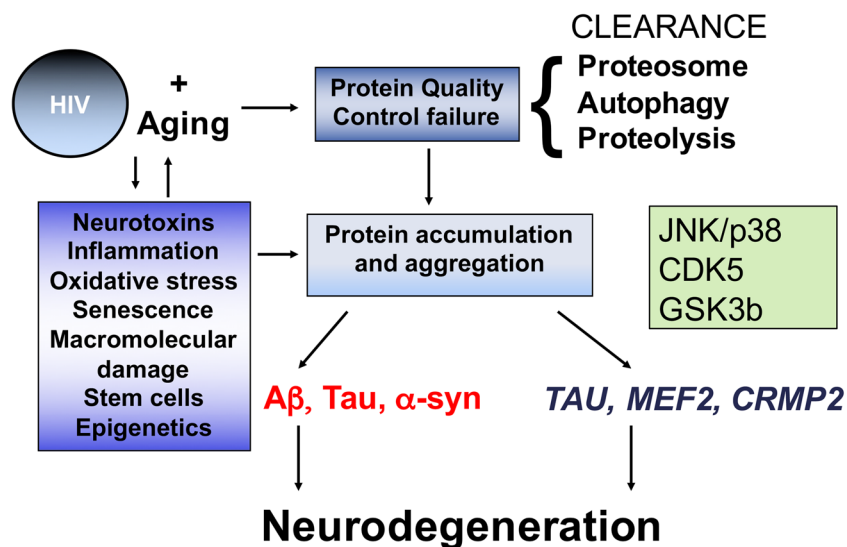 CLEARANCE
HIV
+
Aging
Protein Quality
Control failure
{
Proteosome
Autophagy
Proteolysis
Neurotoxins
Inflammation
Oxidative stress
Senescence
Macromolecular
damage
Stem cells
Epigenetics
Protein accumulation
and aggregation
JNK/p38
CDK5
GSK3b
Aβ, Tau, α-syn
TAU, MEF2, CRMP2
Neurodegeneration